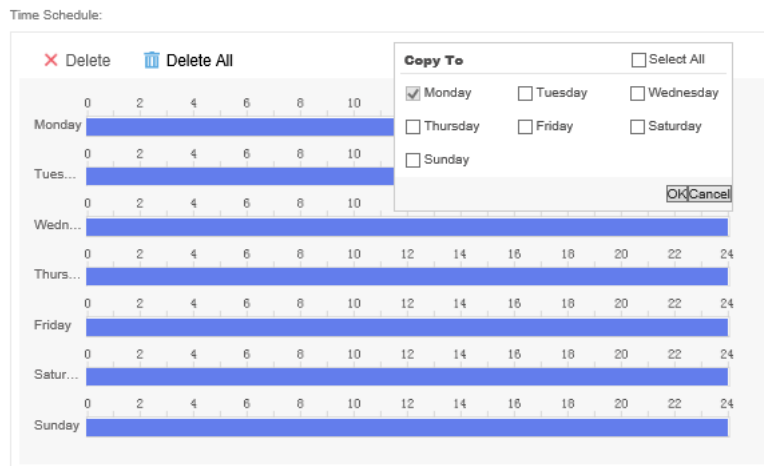 Time Schedule:
Delete Delete All
Copy To Select All
Monday Tuesday Wednesday
Thursday Friday Saturday
Sunday
OK Cancel
0 2 4 6 8 10
Monday
0 2 4 6 8 10
Tues...
0 2 4 6 8 10
Wedn...
0 2 4 6 8 10 12 14 16 18 20 22 24
Thurs...
0 2 4 6 8 10 12 14 16 18 20 22 24
Friday
0 2 4 6 8 10 12 14 16 18 20 22 24
Satur...
0 2 4 6 8 10 12 14 16 18 20 22 24
Sunday